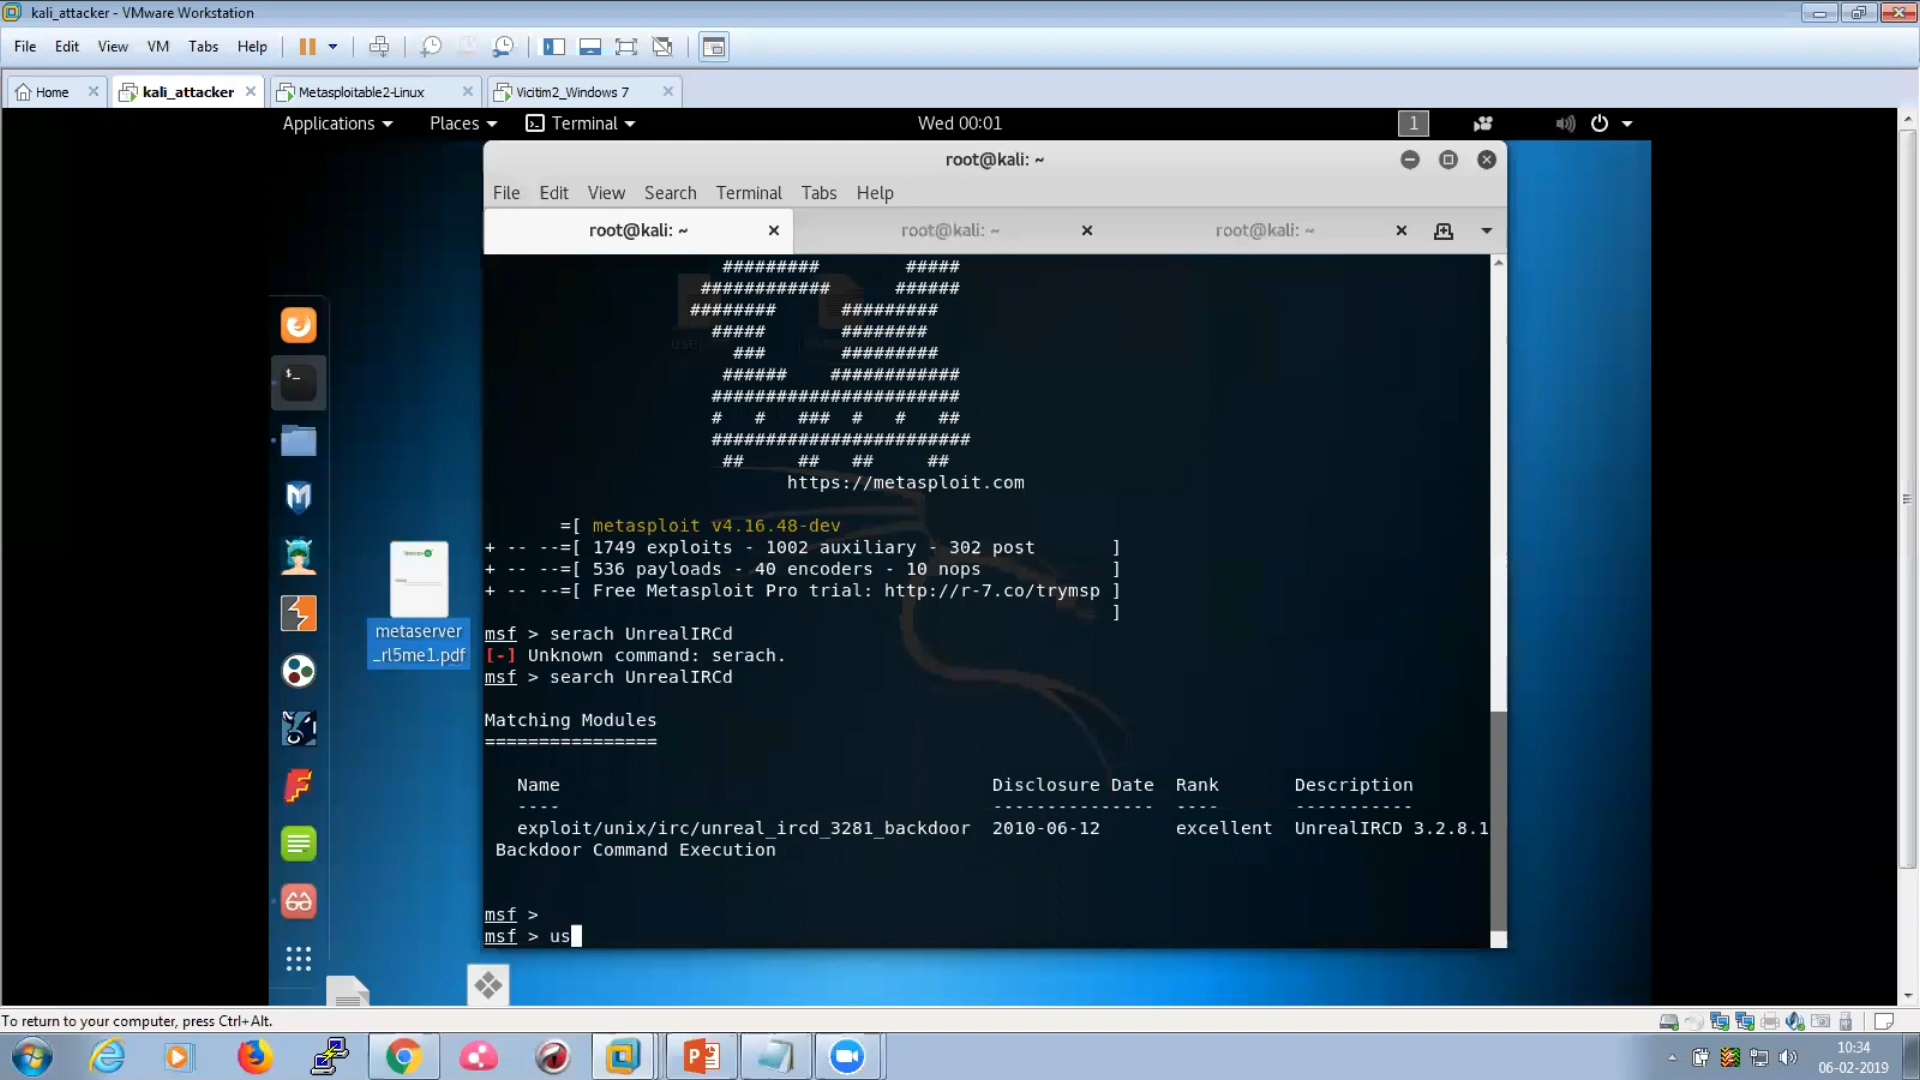 kali_attacker - VMware Workstation
File Edit View VM Tabs Help
Home kali_attacker Metasploitable2-Linux Vicitim2_Windows 7
Applications Places Terminal Wed 00:01 1
root@kali: ~
File Edit View Search Terminal Tabs Help
root@kali: ~ root@kali: ~ root@kali: ~
######### #####
############ ######
######## #########
##### ########
### #########
###### ############
#######################
# # ### # # ##
########################
## ## ## ##
https://metasploit.com
=[ metasploit v4.16.48-dev
+ -- --=[ 1749 exploits - 1002 auxiliary - 302 post ]
+ -- --=[ 536 payloads - 40 encoders - 10 nops ]
+ -- --=[ Free Metasploit Pro trial: http://r-7.co/trymsp ]
]
msf > serach UnrealIRCd
[-] Unknown command: serach.
msf > search UnrealIRCd
Matching Modules
================
Name Disclosure Date Rank Description
---- --------------- ---- -----------
exploit/unix/irc/unreal_ircd_3281_backdoor 2010-06-12 excellent UnrealIRCD 3.2.8.1
Backdoor Command Execution
msf >
msf > us
metaserver
_rl5me1.pdf
To return to your computer, press Ctrl+Alt.
10:34
06-02-2019